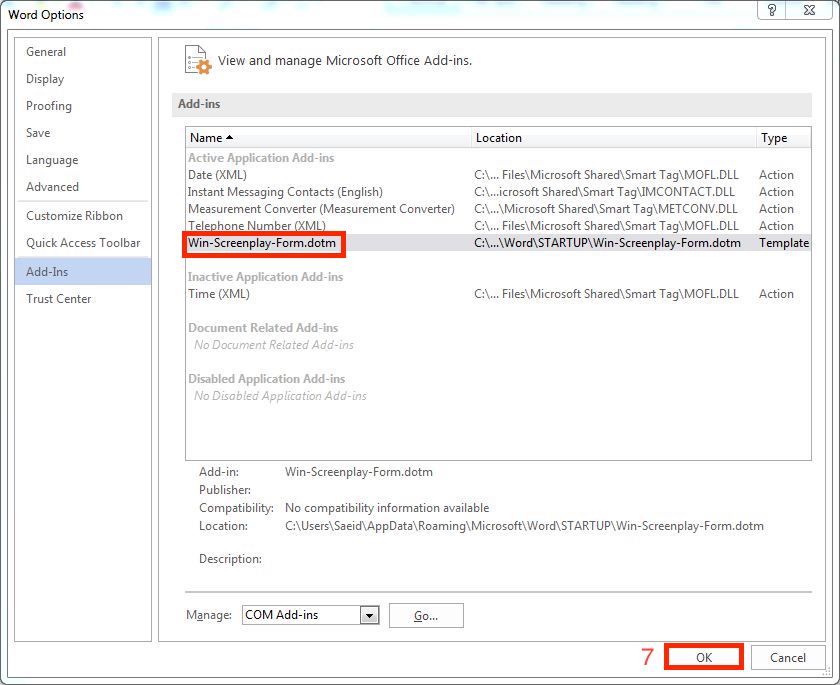 Word Options
General
Display
Proofing
Save
Language
Advanced
Customize Ribbon
Quick Access Toolbar
Add-Ins
Trust Center
View and manage Microsoft Office Add-ins.
Add-ins
Name Location Type
Active Application Add-ins
Date (XML) C:\... Files\Microsoft Shared\Smart Tag\MOFL.DLL Action
Instant Messaging Contacts (English) C:\...icrosoft Shared\Smart Tag\IMCONTACT.DLL Action
Measurement Converter (Measurement Converter) C:\...\Microsoft Shared\Smart Tag\METCONV.DLL Action
Telephone Number (XML) C:\... Files\Microsoft Shared\Smart Tag\MOFL.DLL Action
Win-Screenplay-Form.dotm C:\...\Word\STARTUP\Win-Screenplay-Form.dotm Template
Inactive Application Add-ins
Time (XML) C:\... Files\Microsoft Shared\Smart Tag\MOFL.DLL Action
Document Related Add-ins
No Document Related Add-ins
Disabled Application Add-ins
No Disabled Application Add-ins
Add-in: Win-Screenplay-Form.dotm
Publisher:
Compatibility: No compatibility information available
Location: C:\Users\Saeid\AppData\Roaming\Microsoft\Word\STARTUP\Win-Screenplay-Form.dotm
Description:
Manage: COM Add-ins Go...
7 OK Cancel